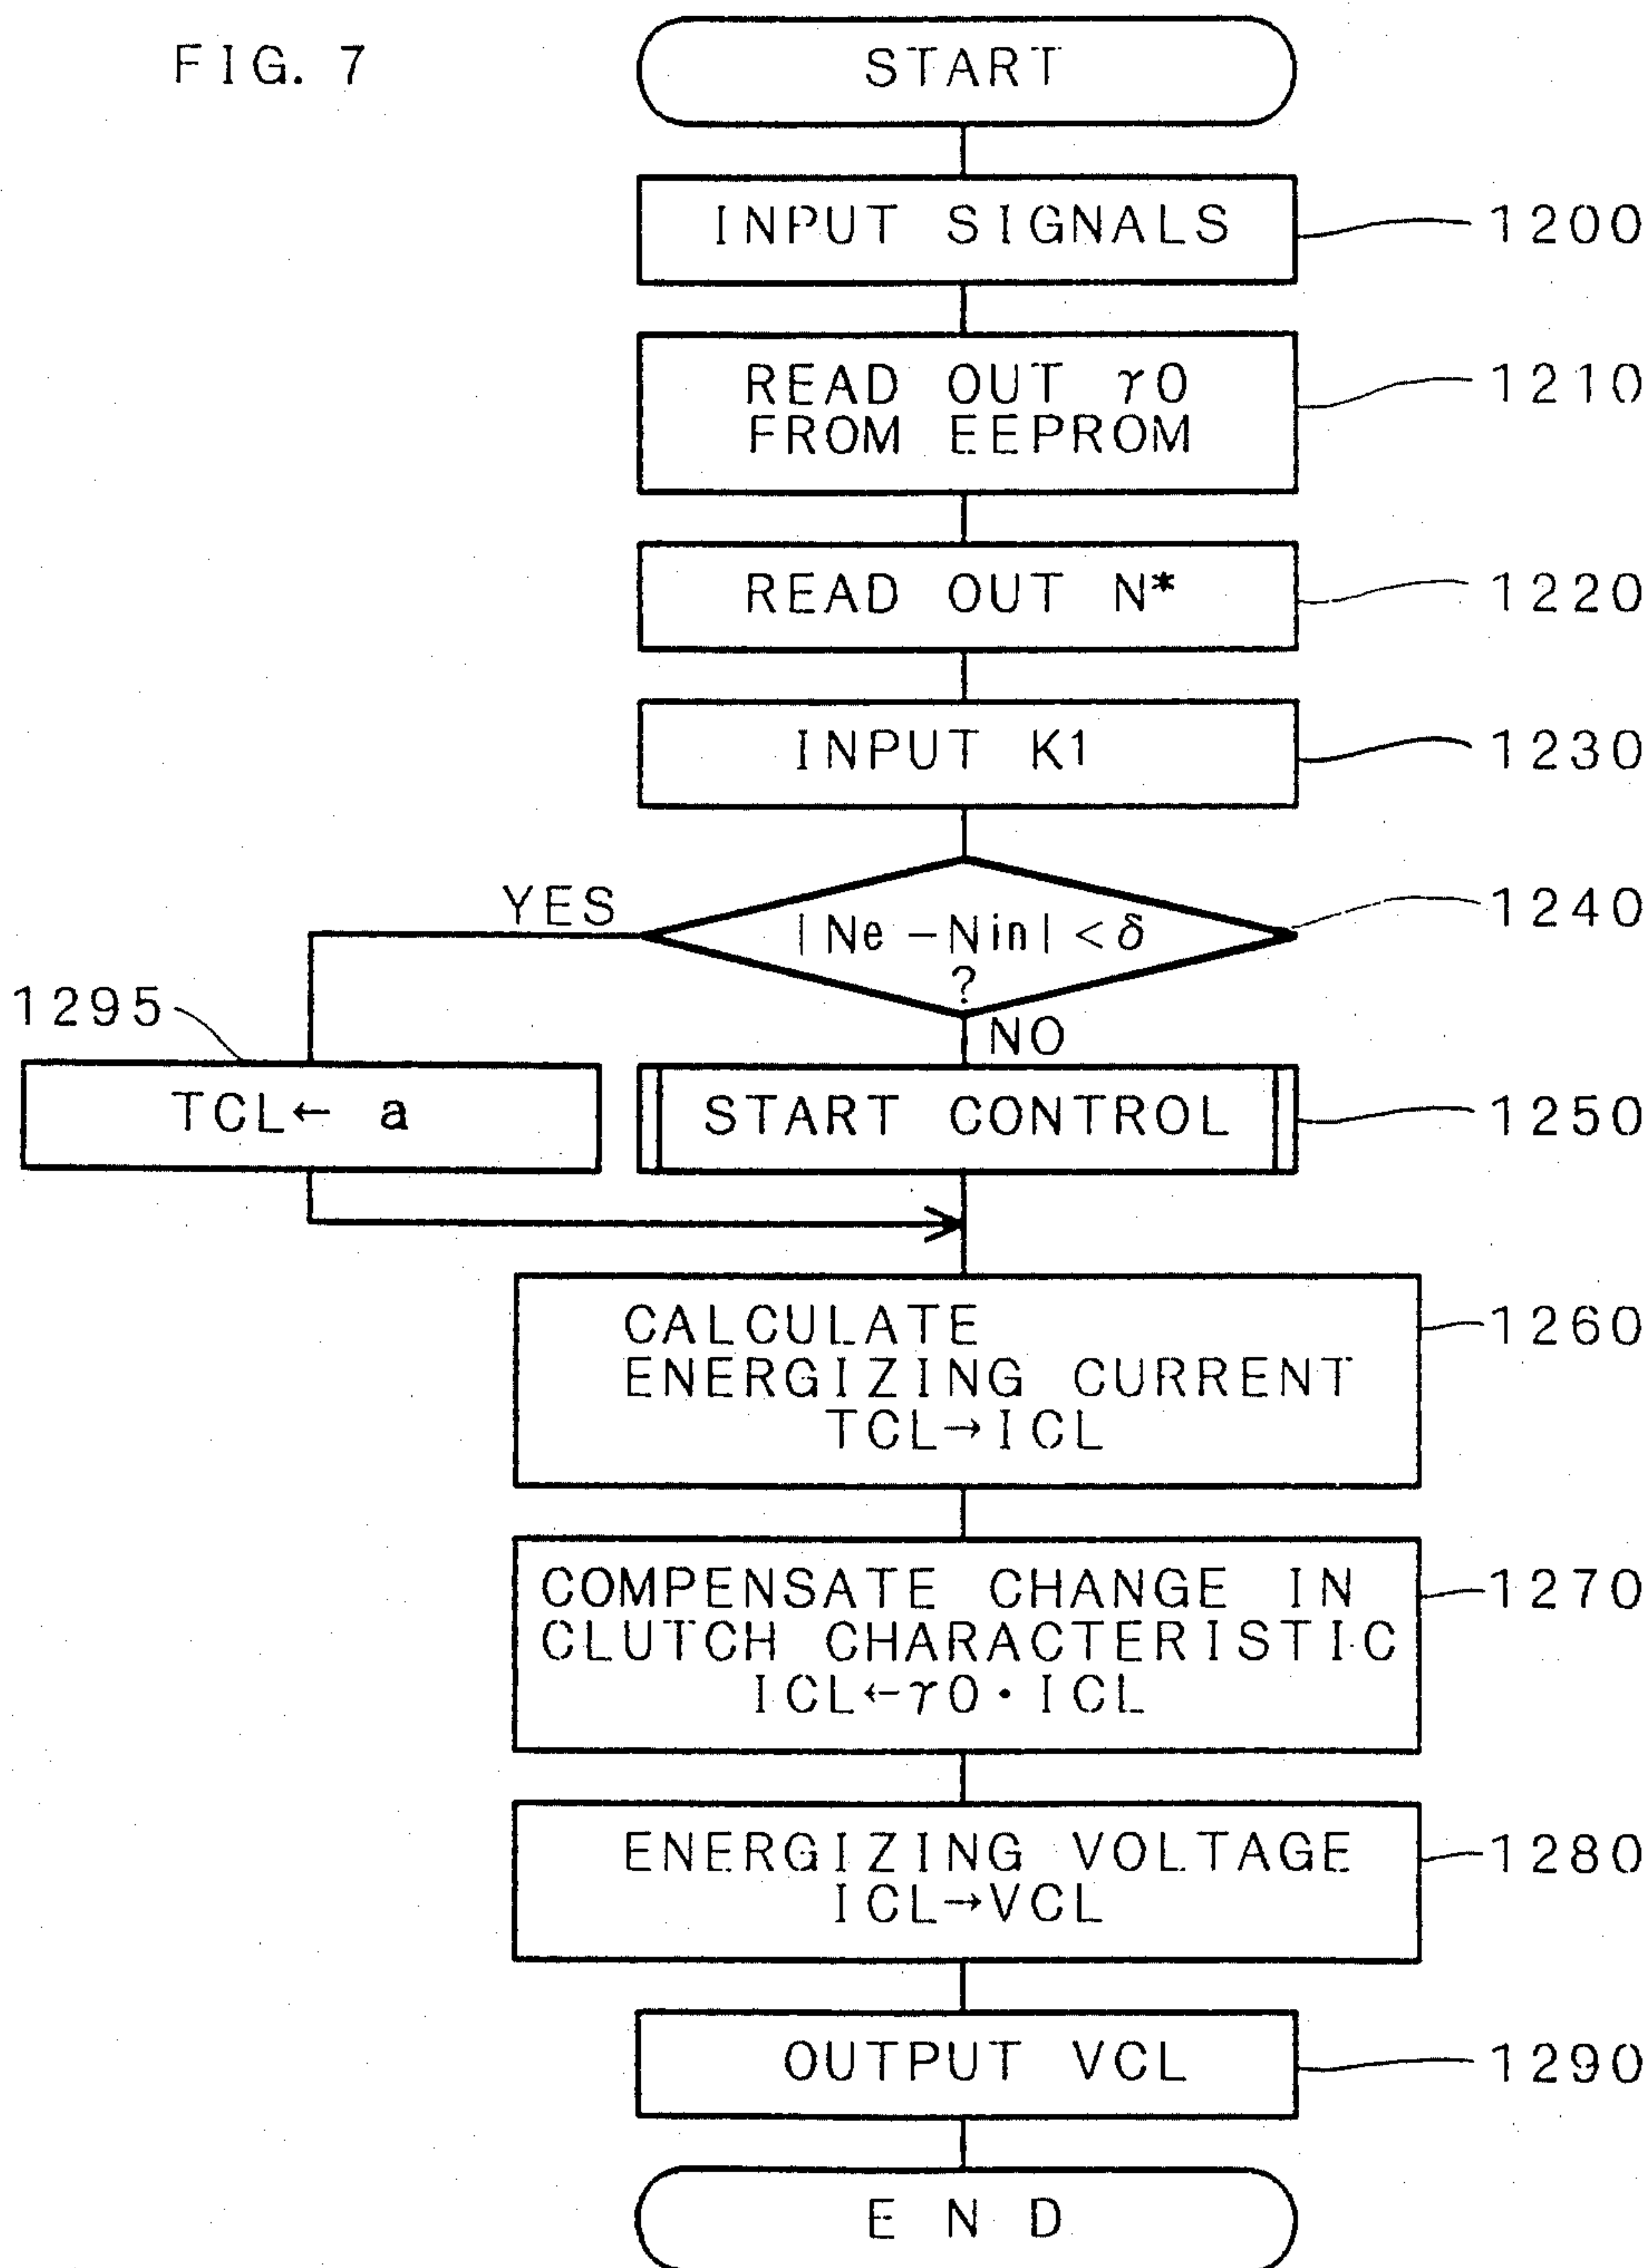 FIG. 7
START
INPUT SIGNALS
1200
READ OUT γ0
FROM EEPROM
1210
READ OUT N*
1220
INPUT K1
1230
YES
|Ne-Nin|<δ
?
1240
NO
1295
TCL← a
START CONTROL
1250
CALCULATE
ENERGIZING CURRENT
TCL→ICL
1260
COMPENSATE CHANGE IN
CLUTCH CHARACTERISTIC
ICL←γ0・ICL
1270
ENERGIZING VOLTAGE
ICL→VCL
1280
OUTPUT VCL
1290
END